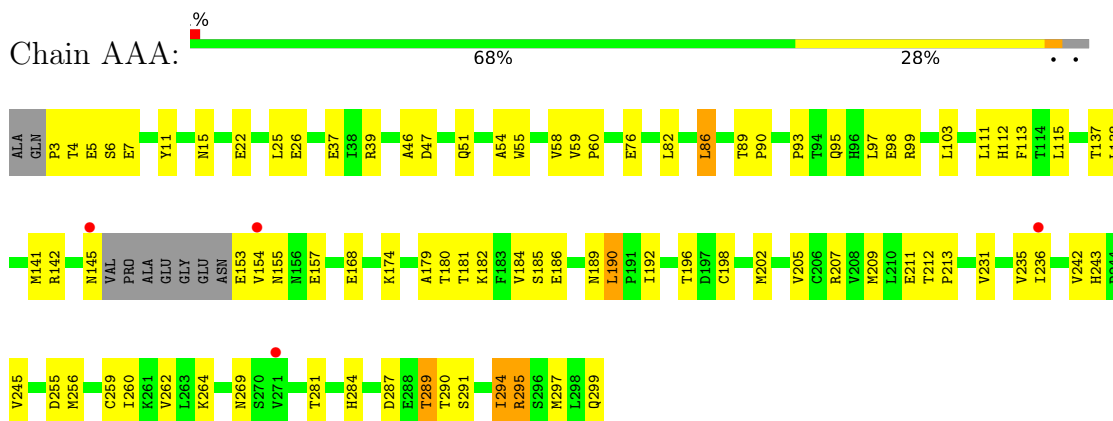 Chain AAA:
68% 28% • •
ALA GLN P3 T4 E5 S6 E7 Y11 N15 E22 L25 E26 E37 I38 R39 A46 D47 Q51 A54 W55 V58 V59 P60 E76 L82 L86 T89 P90 P93 T94 Q95 H96 L97 E98 R99 L103 L111 H112 F113 T114 L115 T137
M141 R142 N145 VAL PRO ALA GLU GLY GLU ASN E153 V154 N155 N156 E157 E168 K174 A179 T180 T181 K182 F183 V184 S185 E186 N189 L190 P191 I192 T196 D197 C198 M202 V205 C206 R207 V208 M209 L210 E211 T212 P213 V231 V235 I236 V242 H243
V245 D255 M256 C259 I260 K261 V262 L263 K264 N269 S270 V271 T281 H284 D287 E288 T289 T290 S291 I294 R295 S296 M297 L298 Q299